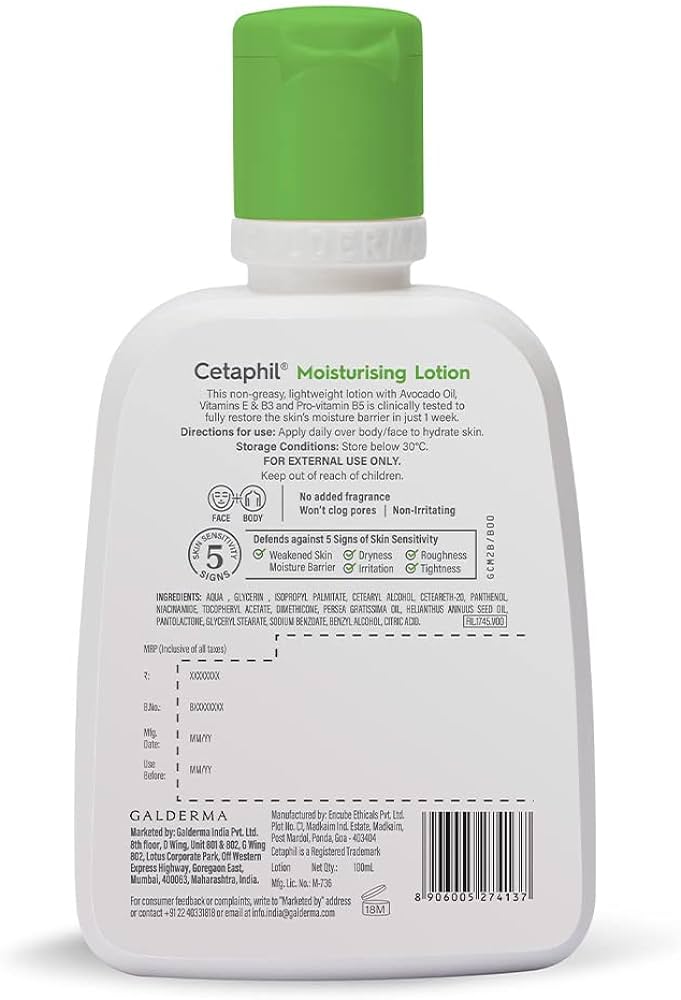 GALDERMA
Cetaphil® Moisturising Lotion
This non-greasy, lightweight lotion with Avocado Oil,
Vitamins E & B3 and Pro-vitamin B5 is clinically tested to
fully restore the skin's moisture barrier in just 1 week.
Directions for use: Apply daily over body/face to hydrate skin.
Storage Conditions: Store below 30°C.
FOR EXTERNAL USE ONLY.
Keep out of reach of children.
FACE + BODY
No added fragrance
Won't clog pores | Non-Irritating
SKIN SENSITIVITY
5
SIGNS
Defends against 5 Signs of Skin Sensitivity
Weakened Skin Moisture Barrier
Dryness
Roughness
Irritation
Tightness
GCM2B/B00
INGREDIENTS: AQUA , GLYCERIN , ISOPROPYL PALMITATE, CETEARYL ALCOHOL, CETEARETH-20, PANTHENOL,
NIACINAMIDE, TOCOPHERYL ACETATE, DIMETHICONE, PERSEA GRATISSIMA OIL, HELIANTHUS ANNUUS SEED OIL,
PANTOLACTONE, GLYCERYL STEARATE, SODIUM BENZOATE, BENZYL ALCOHOL, CITRIC ACID.
FIL.1745.V00
MRP (Inclusive of all taxes)
₹: XXXXXXXX
B.No.: BXXXXXXXX
Mfg. Date: MM/YY
Use Before: MM/YY
GALDERMA
Marketed by: Galderma India Pvt. Ltd.
8th floor, D Wing, Unit 801 & 802, G Wing
802, Lotus Corporate Park, Off Western
Express Highway, Goregaon East,
Mumbai, 400063, Maharashtra, India.
Manufactured by: Encube Ethicals Pvt. Ltd.
Plot No. C1, Madkaim Ind. Estate, Madkaim,
Post Mardol, Ponda, Goa - 403404
Cetaphil is a Registered Trademark
Lotion Net Qty.: 100mL
Mfg. Lic. No.: M-736
For consumer feedback or complaints, write to "Marketed by" address
or contact +91 22 40331818 or email at info.india@galderma.com
18M
8 906005 274137